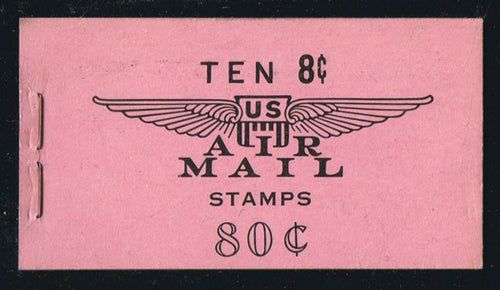 TEN 8¢
US
AIR
MAIL
STAMPS
80¢